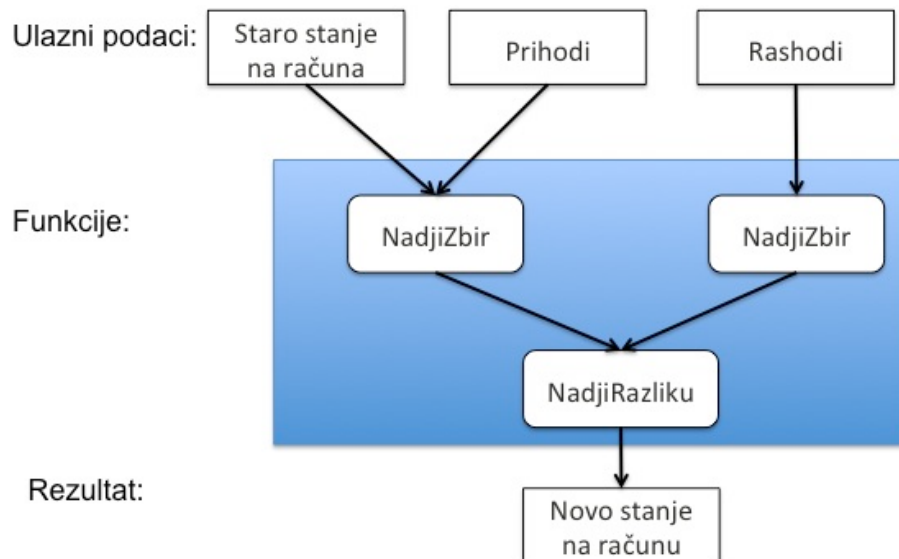 Ulazni podaci:
Staro stanje
na računa
Prihodi
Rashodi
Funkcije:
NadjiZbir
NadjiZbir
NadjiRazliku
Rezultat:
Novo stanje
na računu